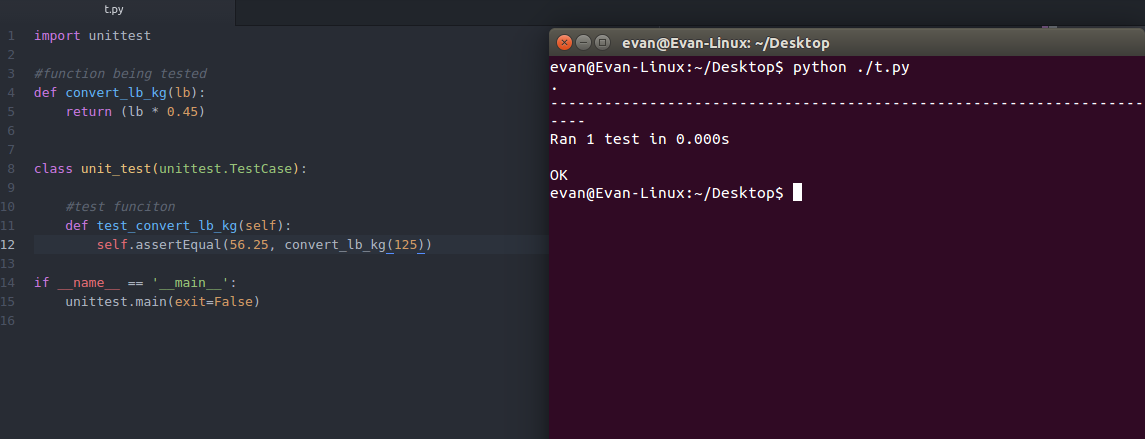 t.py
1 import unittest
2
3 #function being tested
4 def convert_lb_kg(lb):
5     return (lb * 0.45)
6
7
8 class unit_test(unittest.TestCase):
9
10     #test funciton
11     def test_convert_lb_kg(self):
12         self.assertEqual(56.25, convert_lb_kg(125))
13
14 if __name__ == '__main__':
15     unittest.main(exit=False)
16
evan@Evan-Linux: ~/Desktop
evan@Evan-Linux:~/Desktop$ python ./t.py
.
------------------------------------------------------------------
----
Ran 1 test in 0.000s
OK
evan@Evan-Linux:~/Desktop$